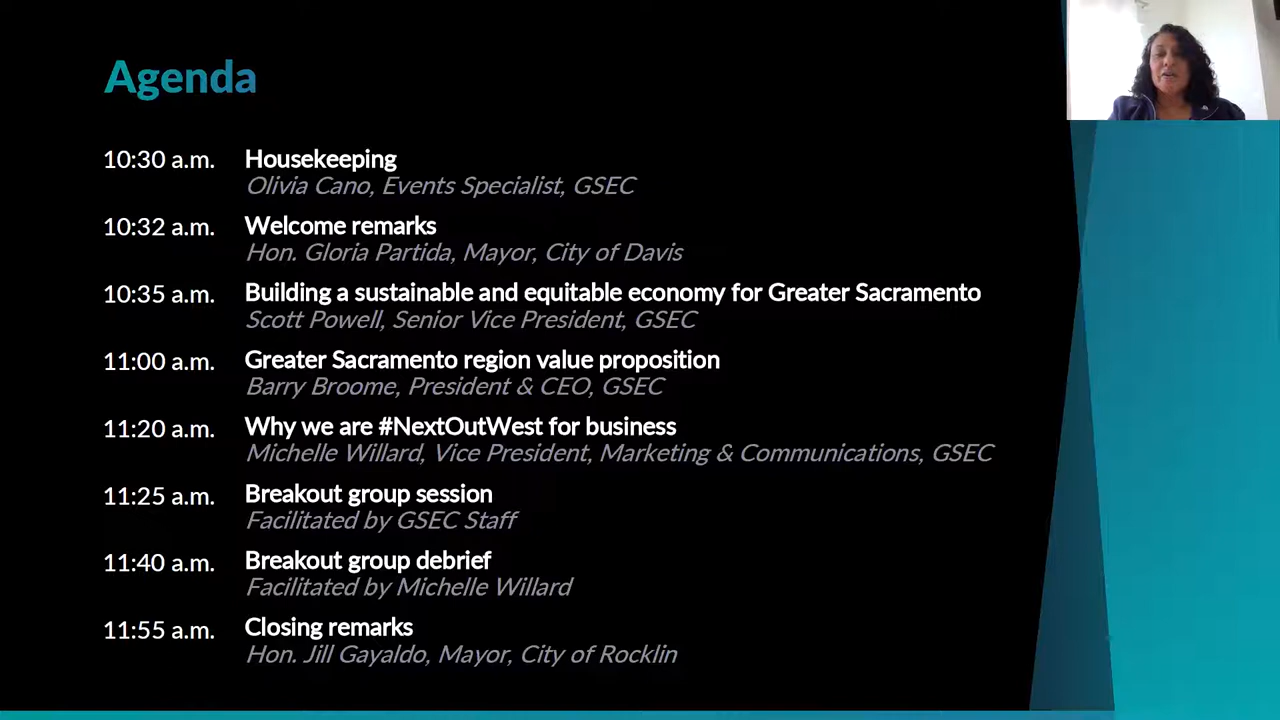 Agenda
10:30 a.m. Housekeeping
Olivia Cano, Events Specialist, GSEC
10:32 a.m. Welcome remarks
Hon. Gloria Partida, Mayor, City of Davis
10:35 a.m. Building a sustainable and equitable economy for Greater Sacramento
Scott Powell, Senior Vice President, GSEC
11:00 a.m. Greater Sacramento region value proposition
Barry Broome, President & CEO, GSEC
11:20 a.m. Why we are #NextOutWest for business
Michelle Willard, Vice President, Marketing & Communications, GSEC
11:25 a.m. Breakout group session
Facilitated by GSEC Staff
11:40 a.m. Breakout group debrief
Facilitated by Michelle Willard
11:55 a.m. Closing remarks
Hon. Jill Gayaldo, Mayor, City of Rocklin